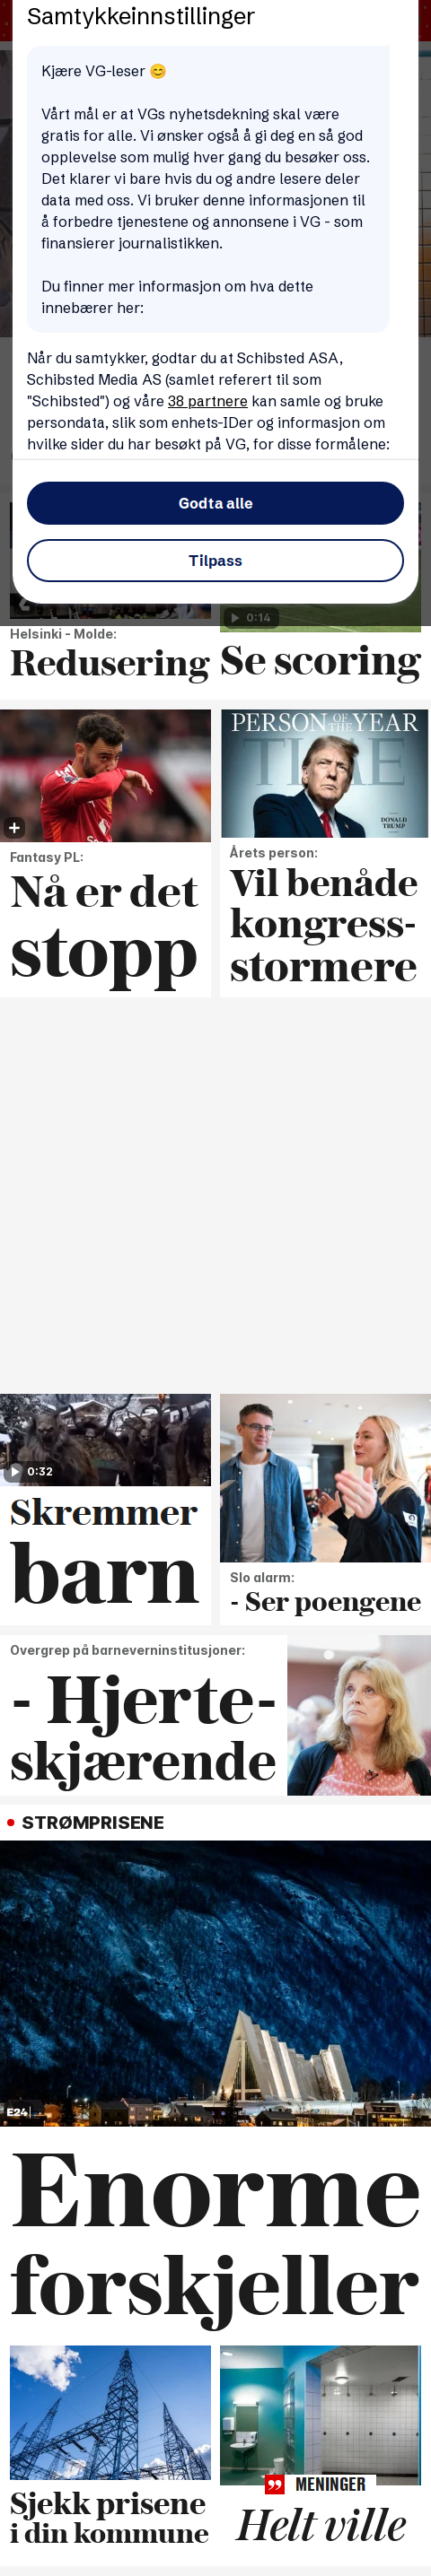 Samtykkeinnstillinger
Kjære VG-leser 😊
Vårt mål er at VGs nyhetsdekning skal være
gratis for alle. Vi ønsker også å gi deg en så god
opplevelse som mulig hver gang du besøker oss.
Det klarer vi bare hvis du og andre lesere deler
data med oss. Vi bruker denne informasjonen til
å forbedre tjenestene og annonsene i VG - som
finansierer journalistikken.
Du finner mer informasjon om hva dette
innebærer her:
Når du samtykker, godtar du at Schibsted ASA,
Schibsted Media AS (samlet referert til som
"Schibsted") og våre 38 partnere kan samle og bruke
persondata, slik som enhets-IDer og informasjon om
hvilke sider du har besøkt på VG, for disse formålene:
Godta alle
Tilpass
0:14
Helsinki - Molde:
Redusering
Se scoring
PERSON OF THE YEAR
TIME
DONALD
TRUMP
Fantasy PL:
Nå er det
stopp
Årets person:
Vil benåde
kongress-
stormere
0:32
Skremmer
barn
Slo alarm:
- Ser poengene
Overgrep på barneverninstitusjoner:
- Hjerte-
skjærende
STRØMPRISENE
E24
Enorme
forskjeller
Sjekk prisene
i din kommune
MENINGER
Helt ville